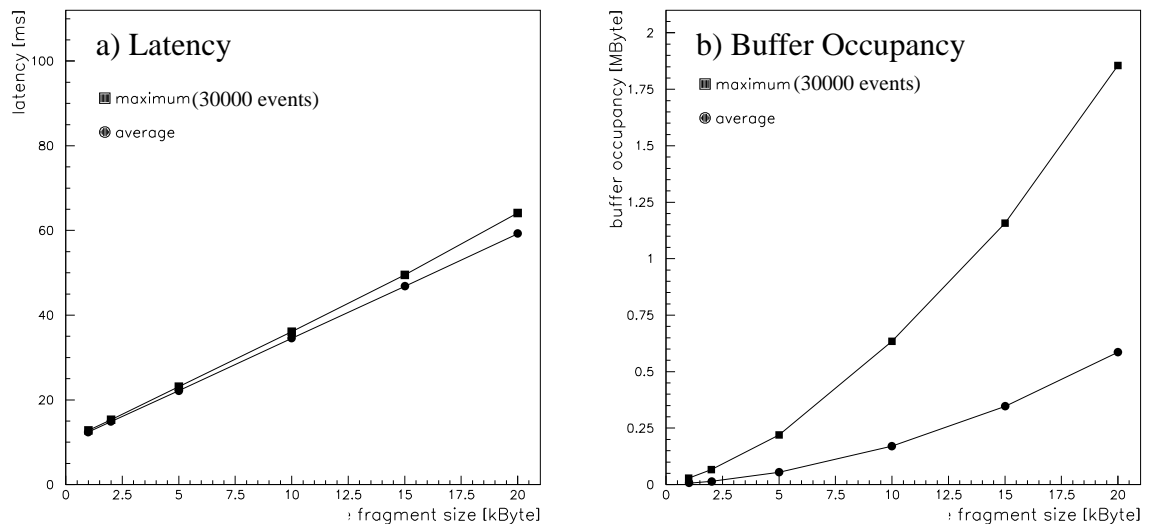 a) Latency
maximum (30000 events)
average
latency [ms]
100
80
60
40
20
0
0 2.5 5 7.5 10 12.5 15 17.5 20
fragment size [kByte]
b) Buffer Occupancy
maximum (30000 events)
average
buffer occupancy [MByte]
2
1.75
1.5
1.25
1
0.75
0.5
0.25
0
0 2.5 5 7.5 10 12.5 15 17.5 20
fragment size [kByte]